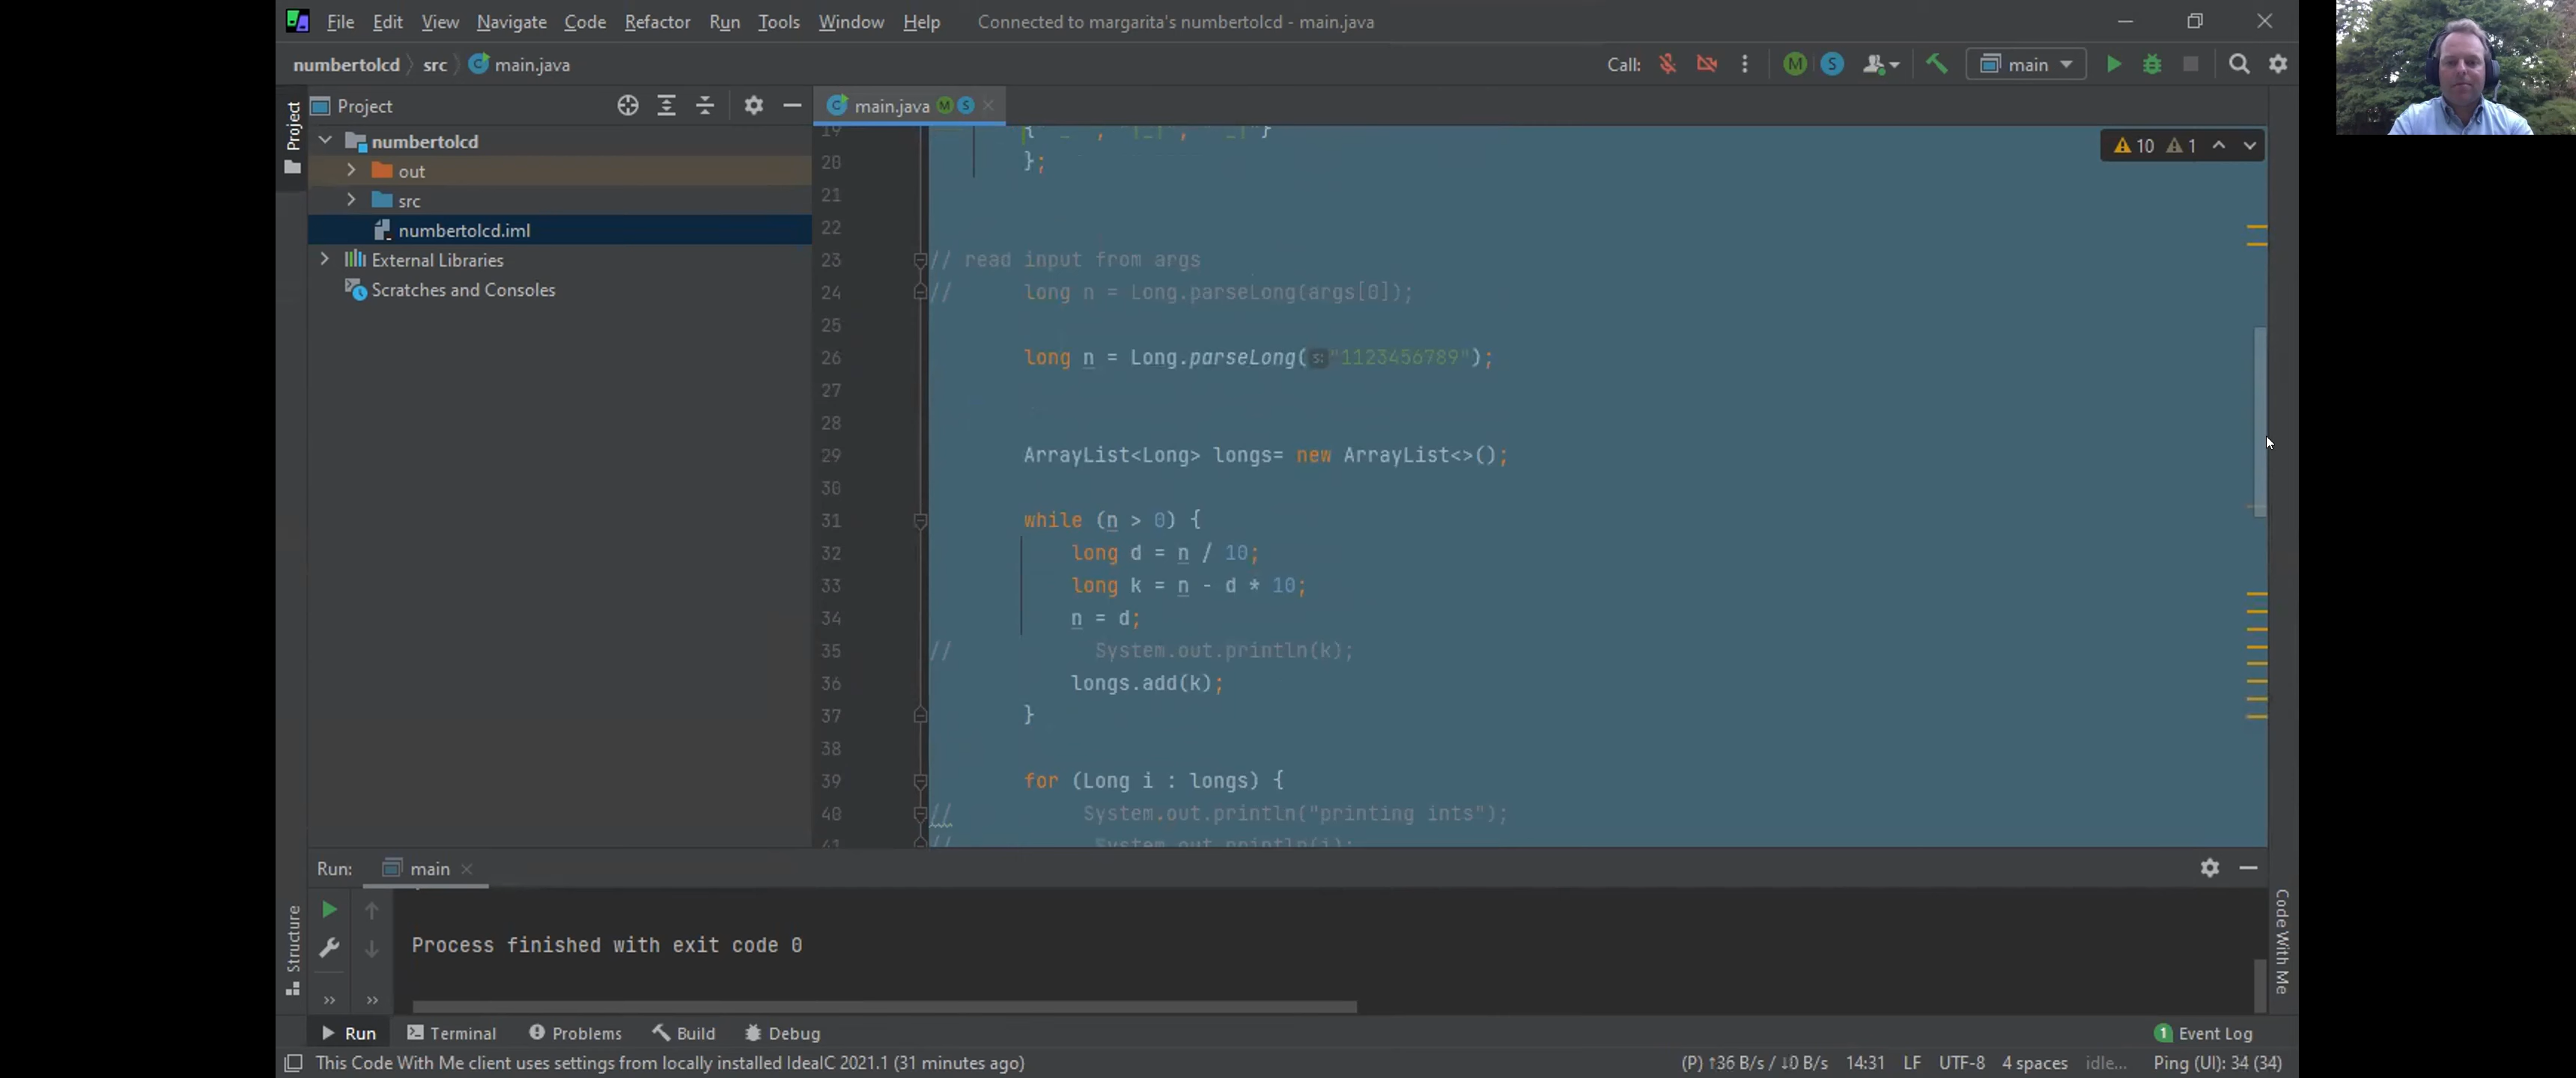 File Edit View Navigate Code Refactor Run Tools Window Help Connected to margarita's numbertolcd - main.java
numbertolcd src main.java Call: M S main
Project main.java M S
Project
numbertolcd
out
src
numbertolcd.iml
External Libraries
Scratches and Consoles
10 1
19
20 };
21
22
23 // read input from args
24 // long n = Long.parseLong(args[0]);
25
26 long n = Long.parseLong( s: "1123456789");
27
28
29 ArrayList<Long> longs= new ArrayList<>();
30
31 while (n > 0) {
32 long d = n / 10;
33 long k = n - d * 10;
34 n = d;
35 // System.out.println(k);
36 longs.add(k);
37 }
38
39 for (Long i : longs) {
40 // System.out.println("printing ints");
41 // System.out.println(i);
Run: main
Process finished with exit code 0
Structure
Code With Me
Run Terminal Problems Build Debug 1 Event Log
This Code With Me client uses settings from locally installed IdeaIC 2021.1 (31 minutes ago) (P) ↑36 B/s / ↓0 B/s 14:31 LF UTF-8 4 spaces idle... Ping (UI): 34 (34)